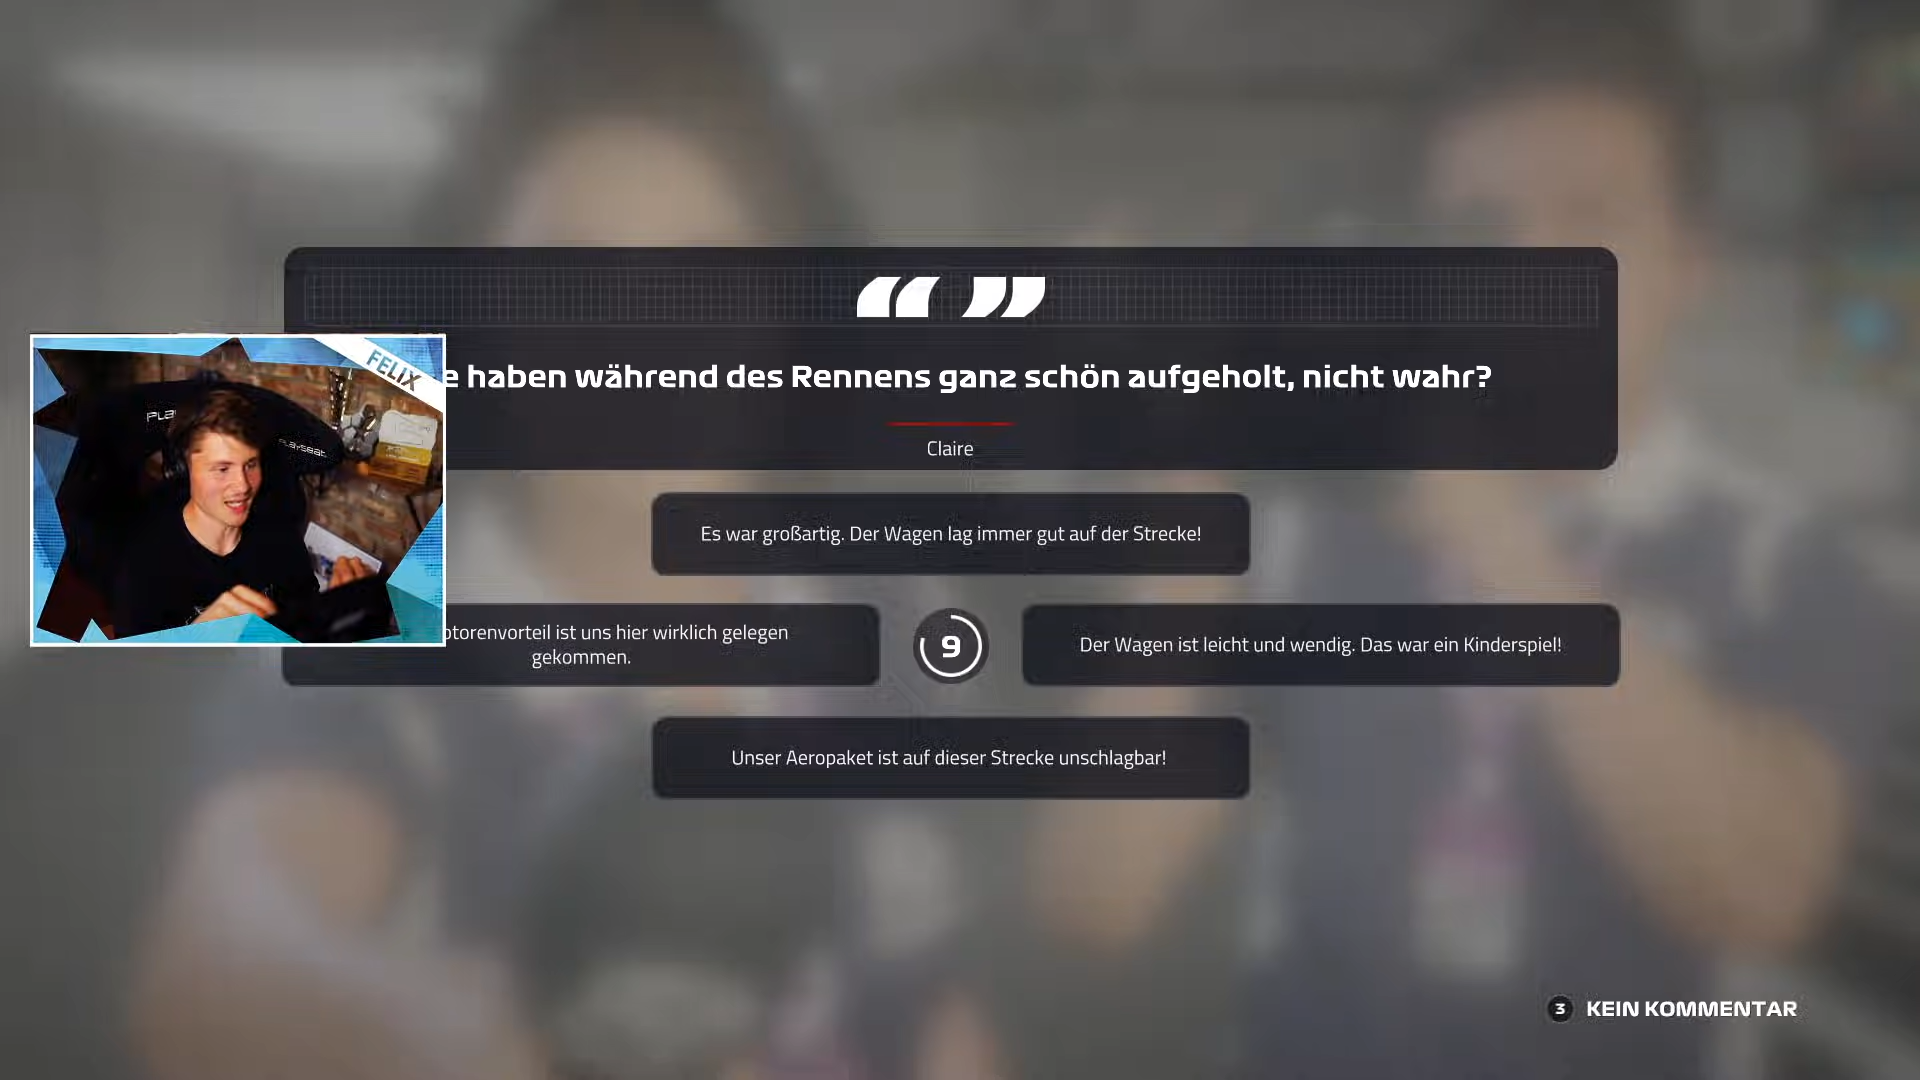 haben während des Rennens ganz schön aufgeholt, nicht wahr?
FELIX
Claire
Playseat
Es war großartig. Der Wagen lag immer gut auf der Strecke!
ist uns hier wirklich gelegen
gekommen.
9
Der Wagen ist leicht und wendig. Das war ein Kinderspiel!
Unser Aeropaket ist auf dieser Strecke unschlagbar!
3 KEIN KOMMENTAR